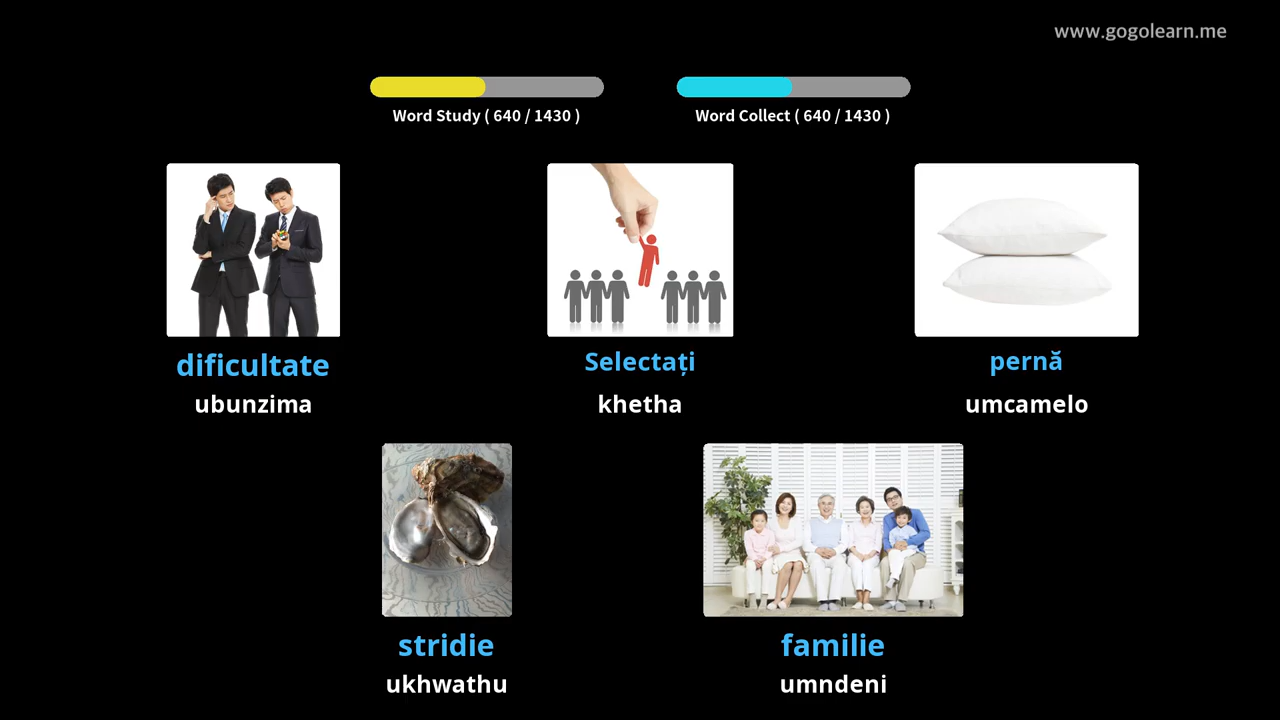 www.gogolearn.me
Word Study ( 640 / 1430 )
Word Collect ( 640 / 1430 )
dificultate
ubunzima
Selectați
khetha
pernă
umcamelo
stridie
ukhwathu
familie
umndeni